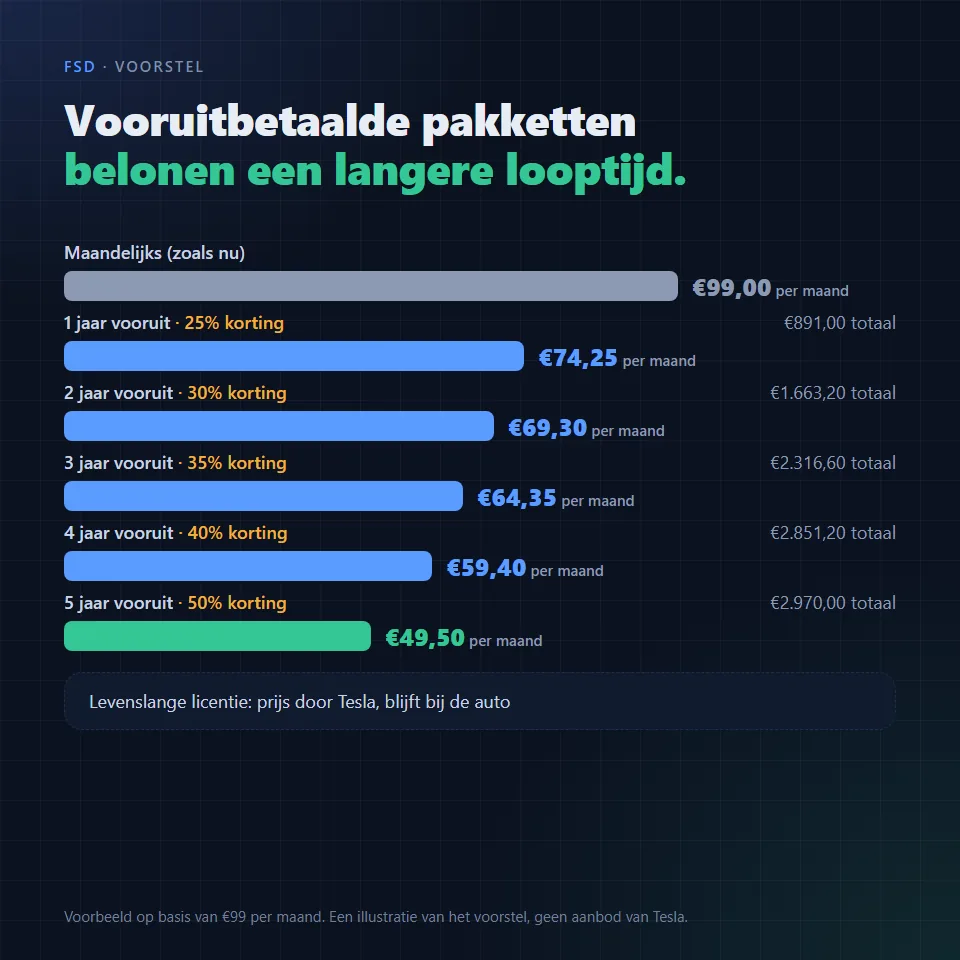 FSD · VOORSTEL
Vooruitbetaalde pakketten
belonen een langere looptijd.
Maandelijks (zoals nu)
€99,00 per maand
1 jaar vooruit · 25% korting €891,00 totaal
€74,25 per maand
2 jaar vooruit · 30% korting €1.663,20 totaal
€69,30 per maand
3 jaar vooruit · 35% korting €2.316,60 totaal
€64,35 per maand
4 jaar vooruit · 40% korting €2.851,20 totaal
€59,40 per maand
5 jaar vooruit · 50% korting €2.970,00 totaal
€49,50 per maand
Levenslange licentie: prijs door Tesla, blijft bij de auto
Voorbeeld op basis van €99 per maand. Een illustratie van het voorstel, geen aanbod van Tesla.